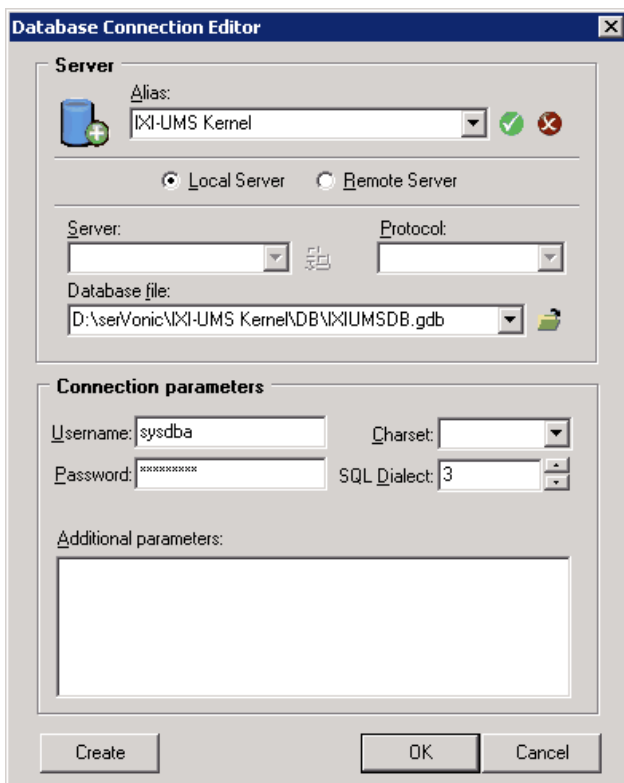 Database Connection Editor
Server
Alias:
IXI-UMS Kernel
Local Server Remote Server
Server: Protocol:
Database file:
D:\serVonic\IXI-UMS Kernel\DB\IXIUMSDB.gdb
Connection parameters
Username: sysdba Charset:
Password: ********* SQL Dialect: 3
Additional parameters:
Create OK Cancel